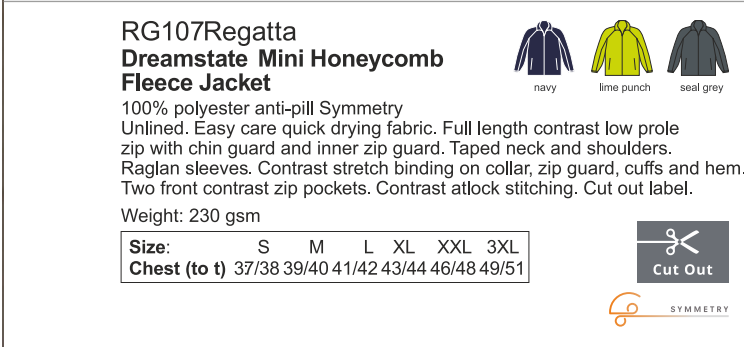 RG107Regatta
Dreamstate Mini Honeycomb
Fleece Jacket
navy
lime punch
seal grey
100% polyester anti-pill Symmetry
Unlined. Easy care quick drying fabric. Full length contrast low prole
zip with chin guard and inner zip guard. Taped neck and shoulders.
Raglan sleeves. Contrast stretch binding on collar, zip guard, cuffs and hem.
Two front contrast zip pockets. Contrast atlock stitching. Cut out label.
Weight: 230 gsm
Size: S M L XL XXL 3XL
Chest (to t) 37/38 39/40 41/42 43/44 46/48 49/51
Cut Out
SYMMETRY